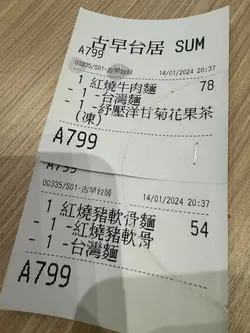 古早台居 SUM
A799
00335/S01-古早台居 14/01/2024 20:37
1 紅燒牛肉麵 78
- 1 -台灣麵
- 1 -紓壓洋甘菊花果茶
(凍)
A799
00335/S01-古早台居 14/01/2024 20:37
1 紅燒豬軟骨麵 54
- 1 -紅燒豬軟骨
- 1 -台灣麵
A799